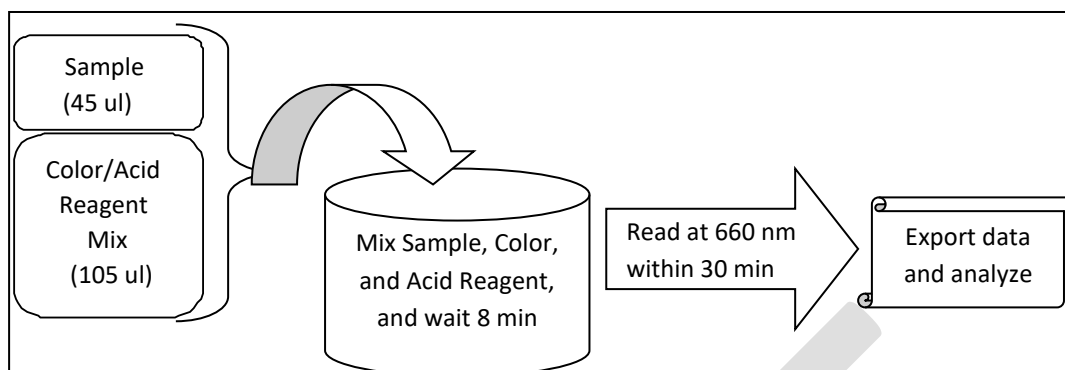 Sample
(45 ul)
Color/Acid
Reagent
Mix
(105 ul)
Mix Sample, Color,
and Acid Reagent,
and wait 8 min
Read at 660 nm
within 30 min
Export data
and analyze